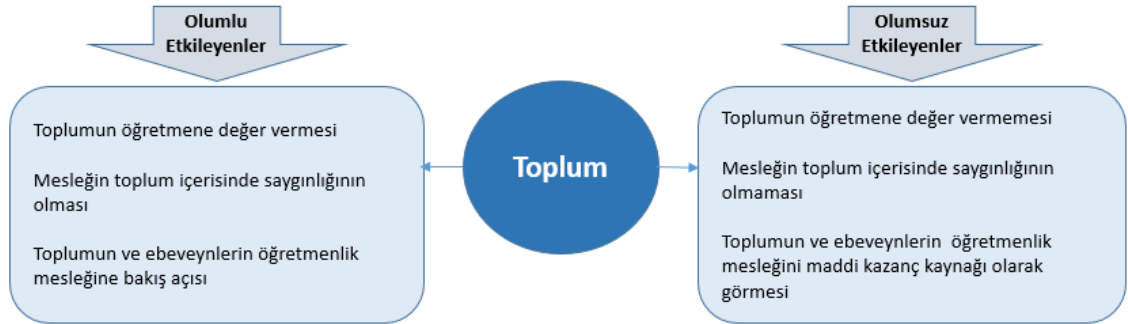 Olumlu
Etkileyenler
Toplumun öğretmene değer vermesi
Mesleğin toplum içerisinde saygınlığının
olması
Toplumun ve ebeveynlerin öğretmenlik
mesleğine bakış açısı
Toplum
Olumsuz
Etkileyenler
Toplumun öğretmene değer vermemesi
Mesleğin toplum içerisinde saygınlığının
olmaması
Toplumun ve ebeveynlerin öğretmenlik
mesleğini maddi kazanç kaynağı olarak
görmesi